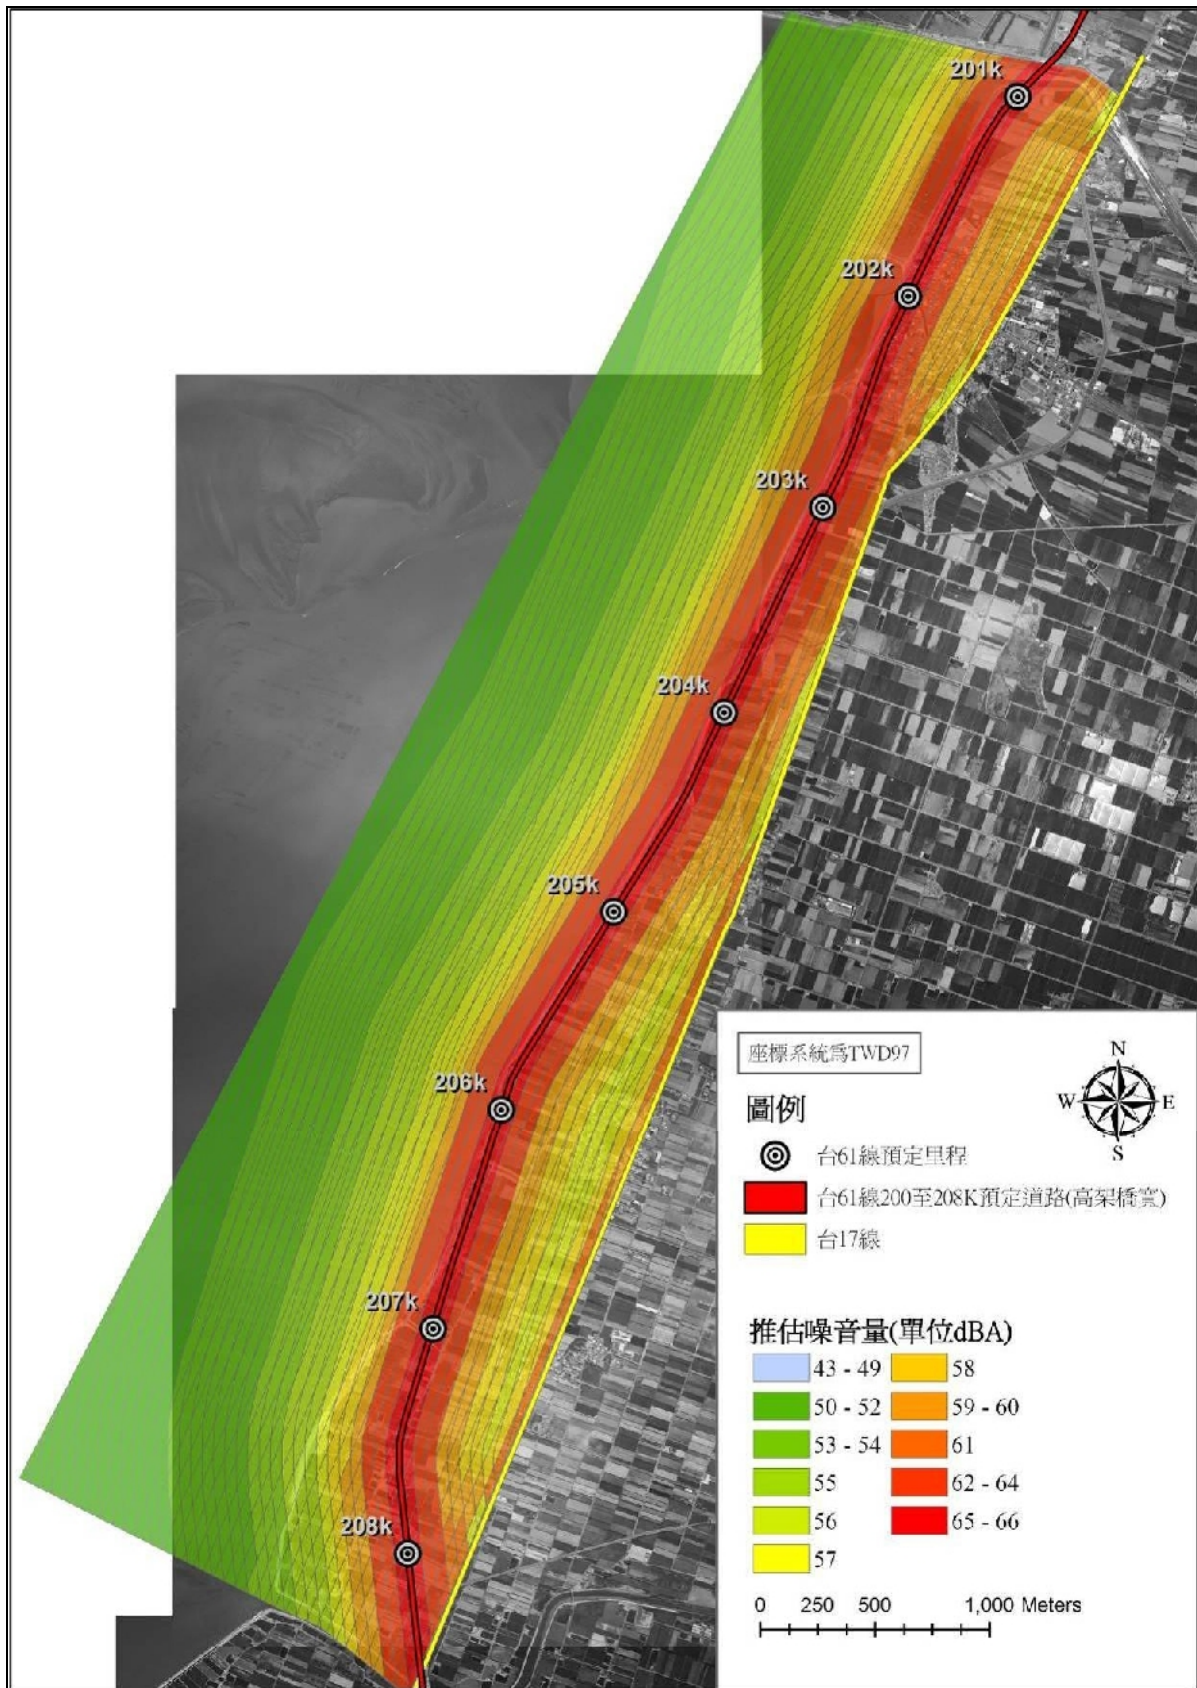 201k
202k
203k
204k
205k
206k
207k
208k
座標系統為TWD97
N
W
E
S
圖例
台61線預定里程
台61線200至208K預定道路(高架橋寬)
台17線
推估噪音量(單位dBA)
43 - 49
50 - 52
53 - 54
55
56
57
58
59 - 60
61
62 - 64
65 - 66
0 250 500 1,000 Meters